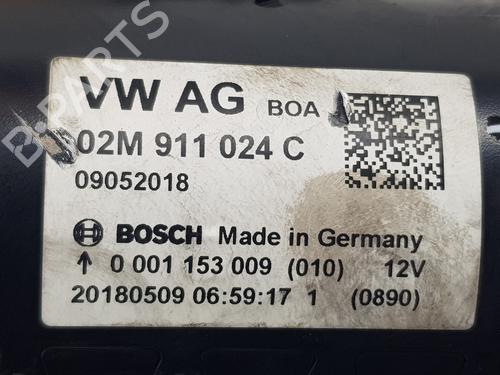 VW AG BOA
02M 911 024 C
09052018
BOSCH Made in Germany
↑ 0 001 153 009 (010) 12V
20180509 06:59:17 1 (0890)
B-PARTS